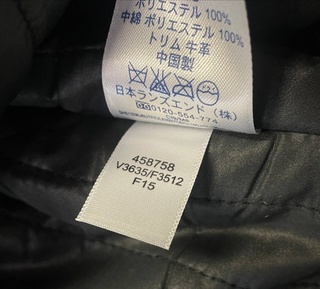 ポリエステル 100%
中綿 ポリエステル 100%
トリム 牛革
中国製
日本ランズエンド(株)
0120-554-774
458758
V3635/F3512
F15